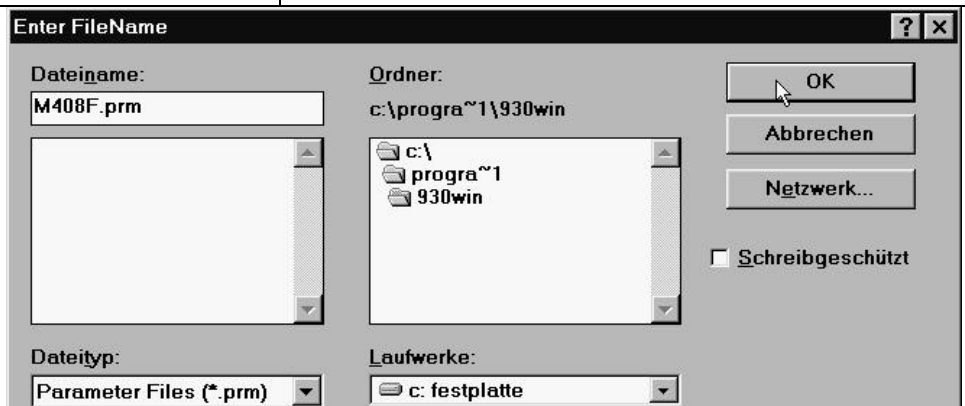 Enter FileName
Dateiname:
M408F.prm
Ordner:
c:\progra~1\930win
c:\
progra~1
930win
OK
Abbrechen
Netzwerk...
Schreibgeschützt
Dateityp:
Parameter Files (*.prm)
Laufwerke:
c: festplatte